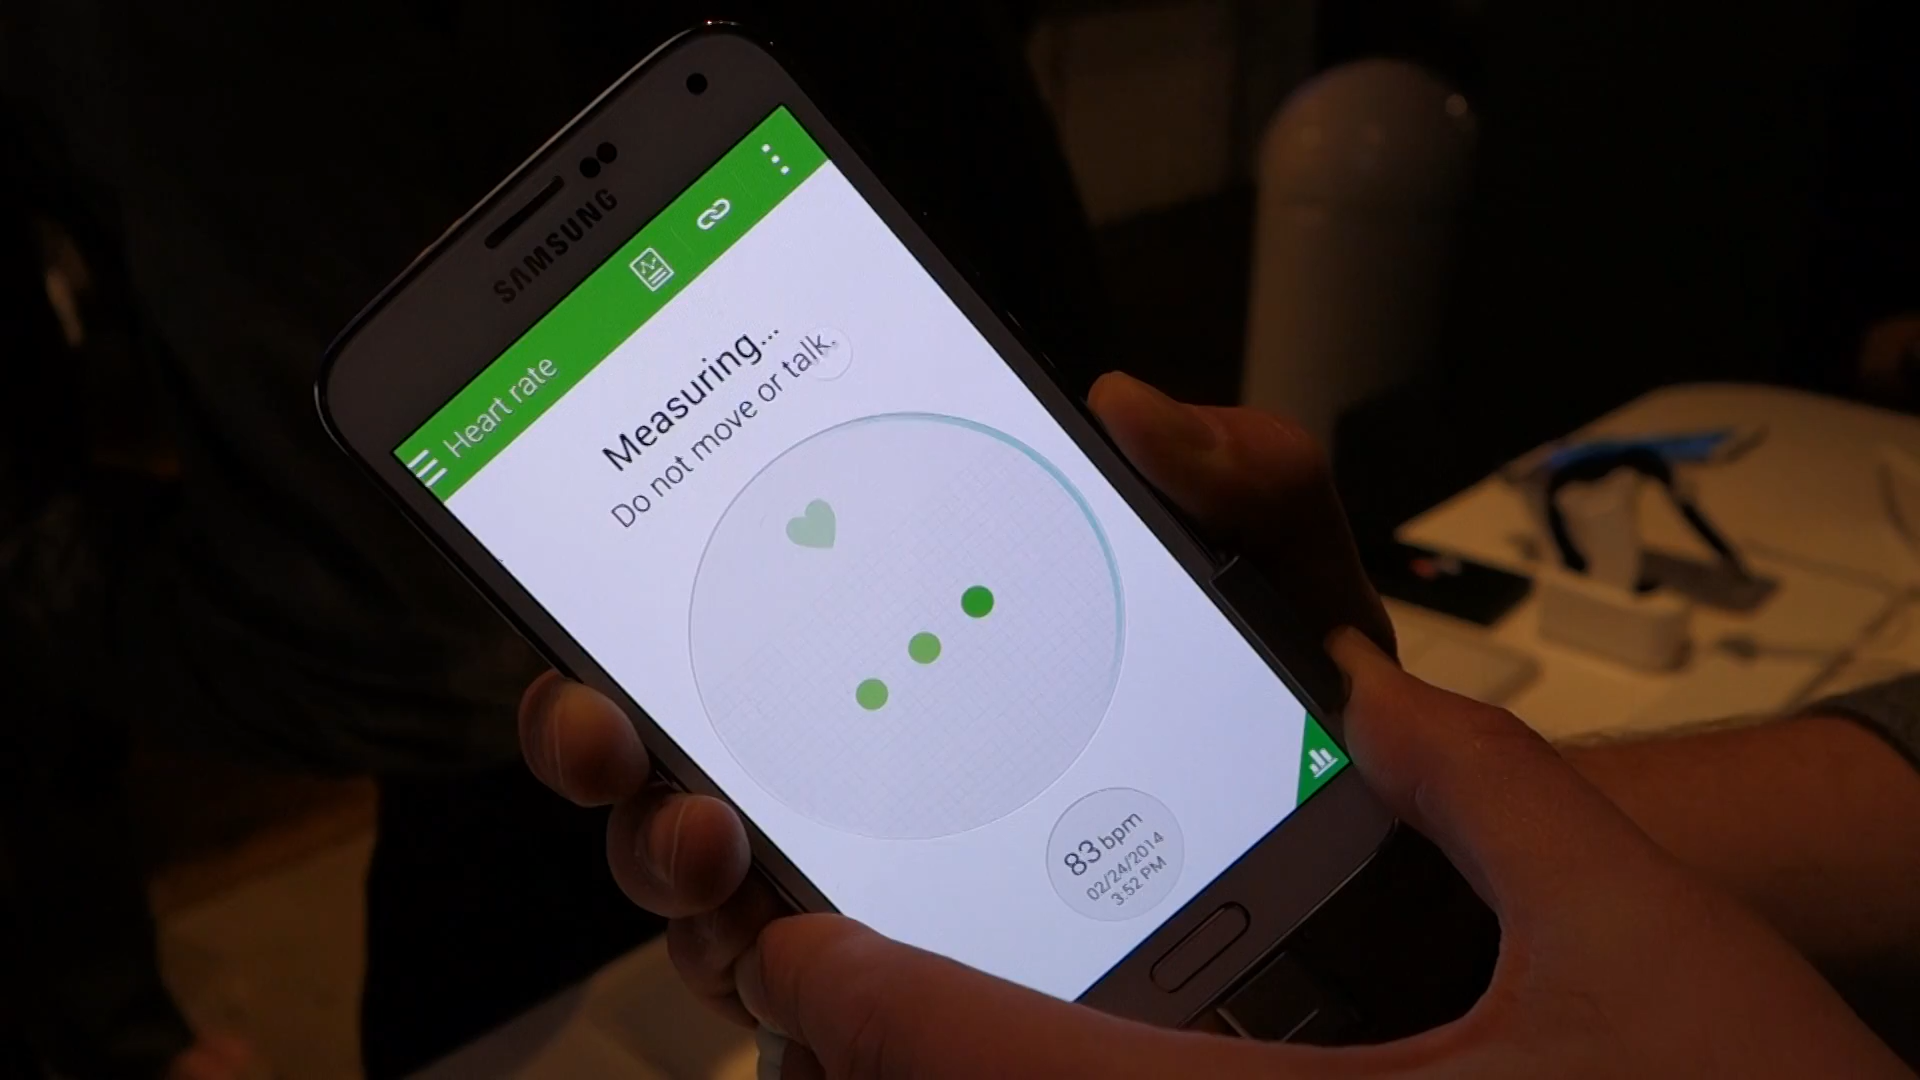 SAMSUNG
Heart rate
Measuring...
Do not move or talk.
83 bpm
02/24/2014
3:52 PM